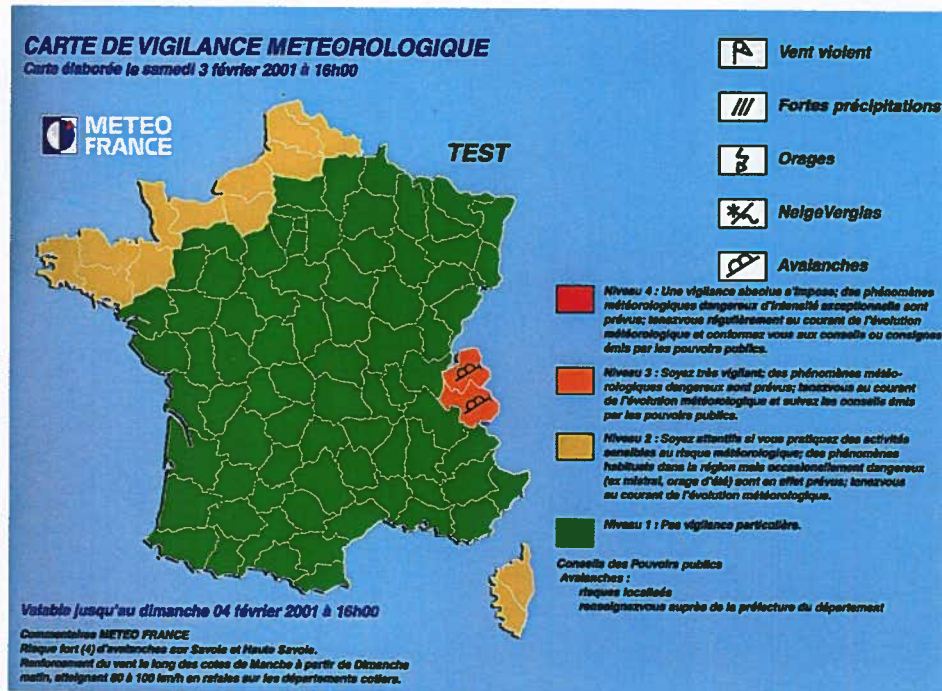 CARTE DE VIGILANCE METEOROLOGIQUE
Carte élaborée le samedi 3 février 2001 à 16h00
METEO
FRANCE
TEST
Vent violent
Fortes précipitations
Orages
NeigeVerglas
Avalanches
Niveau 4 : Une vigilance absolue s'impose; des phénomènes
météorologiques dangereux d'intensité exceptionnelle sont
prévus; tenezvous régulièrement au courant de l'évolution
météorologique et conformez vous aux conseils ou consignes
émis par les pouvoirs publics.
Niveau 3 : Soyez très vigilant; des phénomènes météo-
rologiques dangereux sont prévus; tenezvous au courant
de l'évolution météorologique et suivez les conseils émis
par les pouvoirs publics.
Niveau 2 : Soyez attentifs si vous pratiquez des activités
sensibles au risque météorologique; des phénomènes
habituels dans la région mais occasionellement dangereux
(ex mistral, orage d'été) sont en effet prévus; tenezvous
au courant de l'évolution météorologique.
Niveau 1 : Pas vigilance particulière.
Conseils des Pouvoirs publics
Avalanches :
risques localisés
renseignezvous auprès de la préfecture du département
Valable jusqu'au dimanche 04 février 2001 à 16h00
Commentaires METEO FRANCE
Risque fort (4) d'avalanches sur Savoie et Haute Savoie.
Renforcement du vent le long des cotes de Manche à partir de Dimanche
matin, atteignant 80 à 100 km/h en rafales sur les départements cotiers.